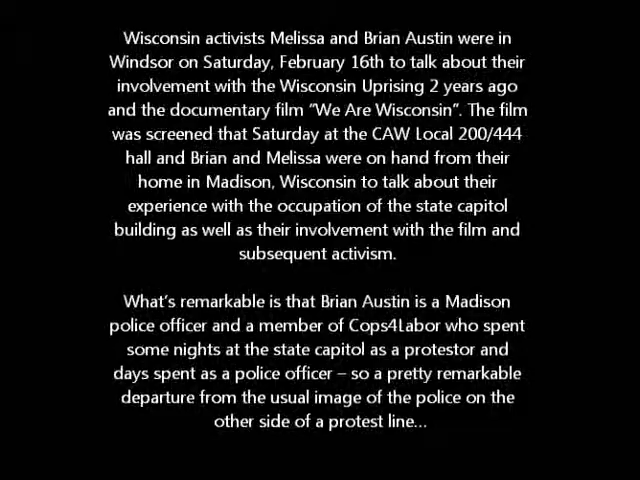 Wisconsin activists Melissa and Brian Austin were in
Windsor on Saturday, February 16th to talk about their
involvement with the Wisconsin Uprising 2 years ago
and the documentary film “We Are Wisconsin”. The film
was screened that Saturday at the CAW Local 200/444
hall and Brian and Melissa were on hand from their
home in Madison, Wisconsin to talk about their
experience with the occupation of the state capitol
building as well as their involvement with the film and
subsequent activism.

What’s remarkable is that Brian Austin is a Madison
police officer and a member of Cops4Labor who spent
some nights at the state capitol as a protestor and
days spent as a police officer – so a pretty remarkable
departure from the usual image of the police on the
other side of a protest line…